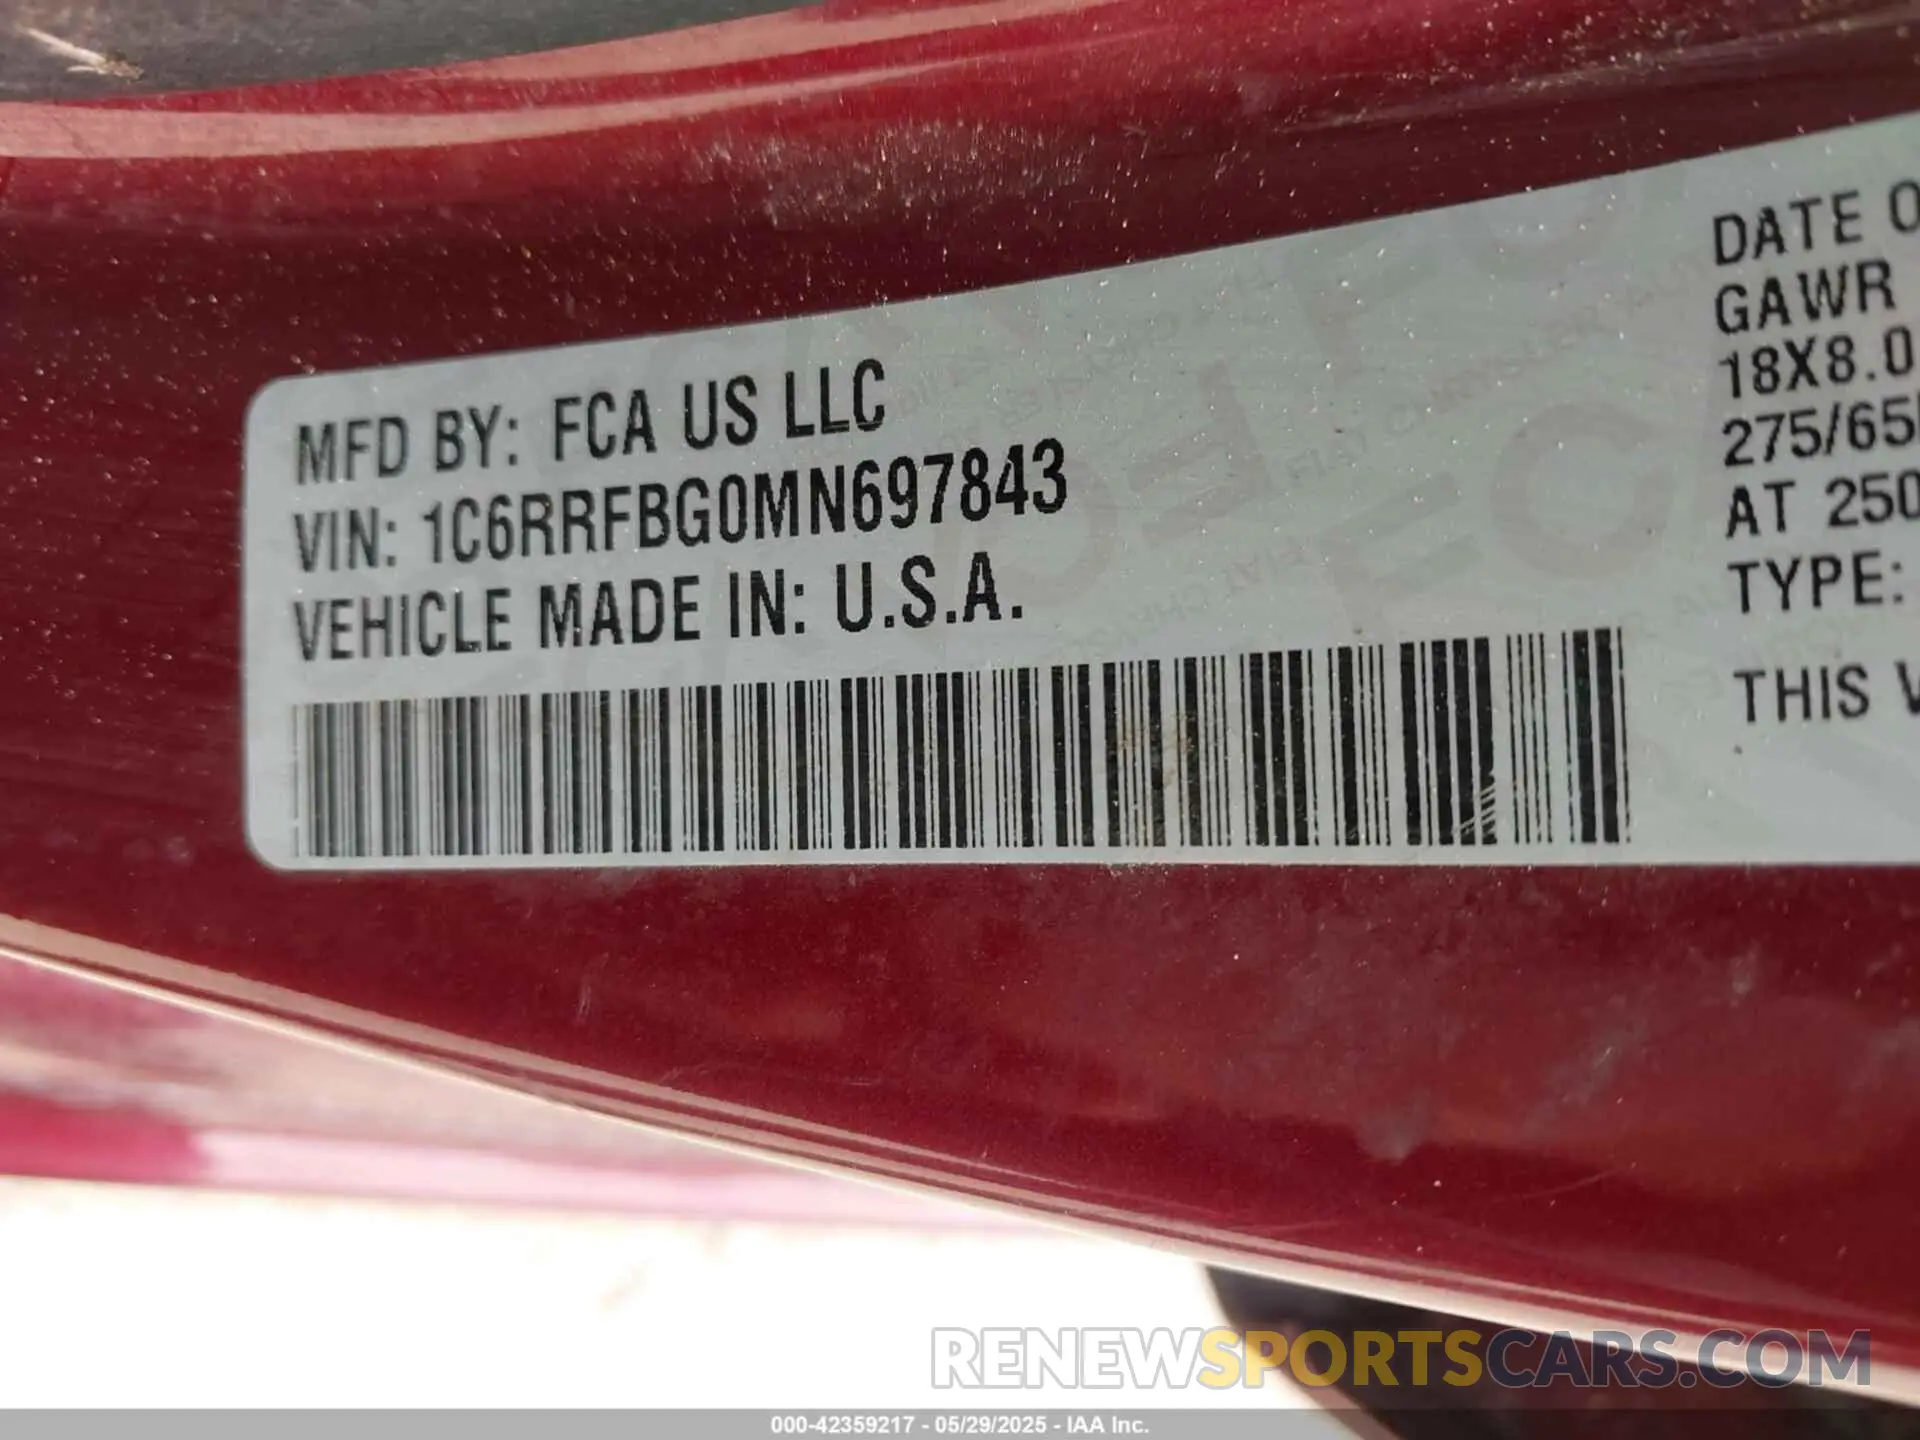 MFD BY: FCA US LLC
VIN: 1C6RRFBG0MN697843
VEHICLE MADE IN: U.S.A.
DATE O
GAWR
18X8.0
275/65
AT 250
TYPE:
THIS V
RENEWSPORTSCARS.COM
000-42359217 - 05/29/2025 - IAA Inc.